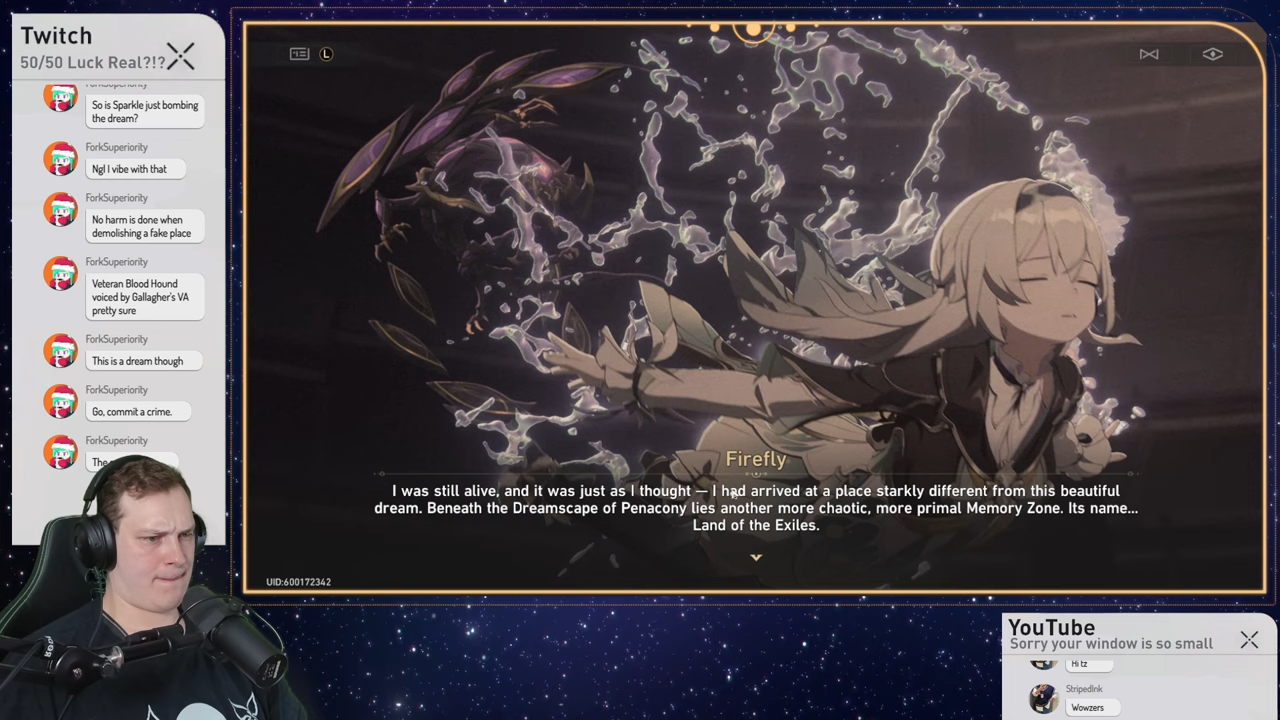 Twitch
50/50 Luck Real?!?
ForkSuperiority
So is Sparkle just bombing
the dream?
ForkSuperiority
Ngl I vibe with that
ForkSuperiority
No harm is done when
demolishing a fake place
ForkSuperiority
Veteran Blood Hound
voiced by Gallagher's VA
pretty sure
ForkSuperiority
This is a dream though
ForkSuperiority
Go, commit a crime.
ForkSuperiority
The
L
Firefly
I was still alive, and it was just as I thought — I had arrived at a place starkly different from this beautiful
dream. Beneath the Dreamscape of Penacony lies another more chaotic, more primal Memory Zone. Its name...
Land of the Exiles.
UID:600172342
YouTube
Sorry your window is so small
Hi tz
StripedInk
Wowzers